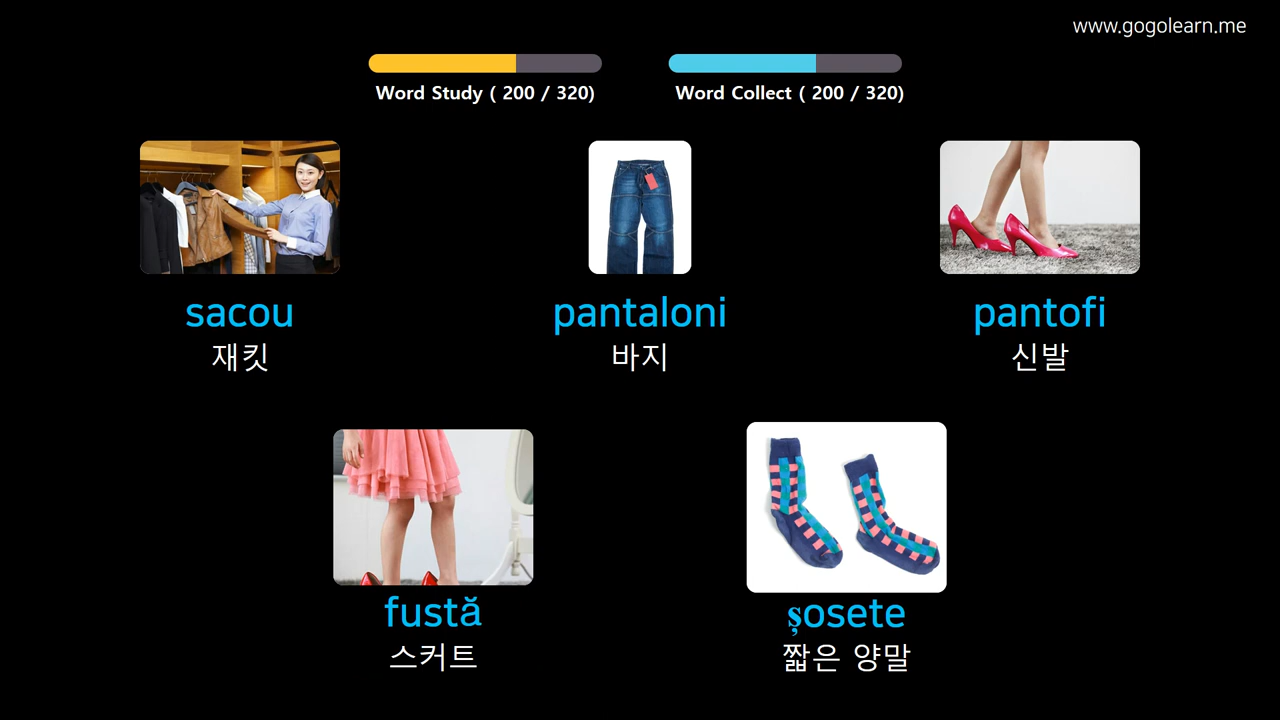 www.gogolearn.me
Word Study ( 200 / 320)
Word Collect ( 200 / 320)
sacou
재킷
pantaloni
바지
pantofi
신발
fustă
스커트
șosete
짧은 양말